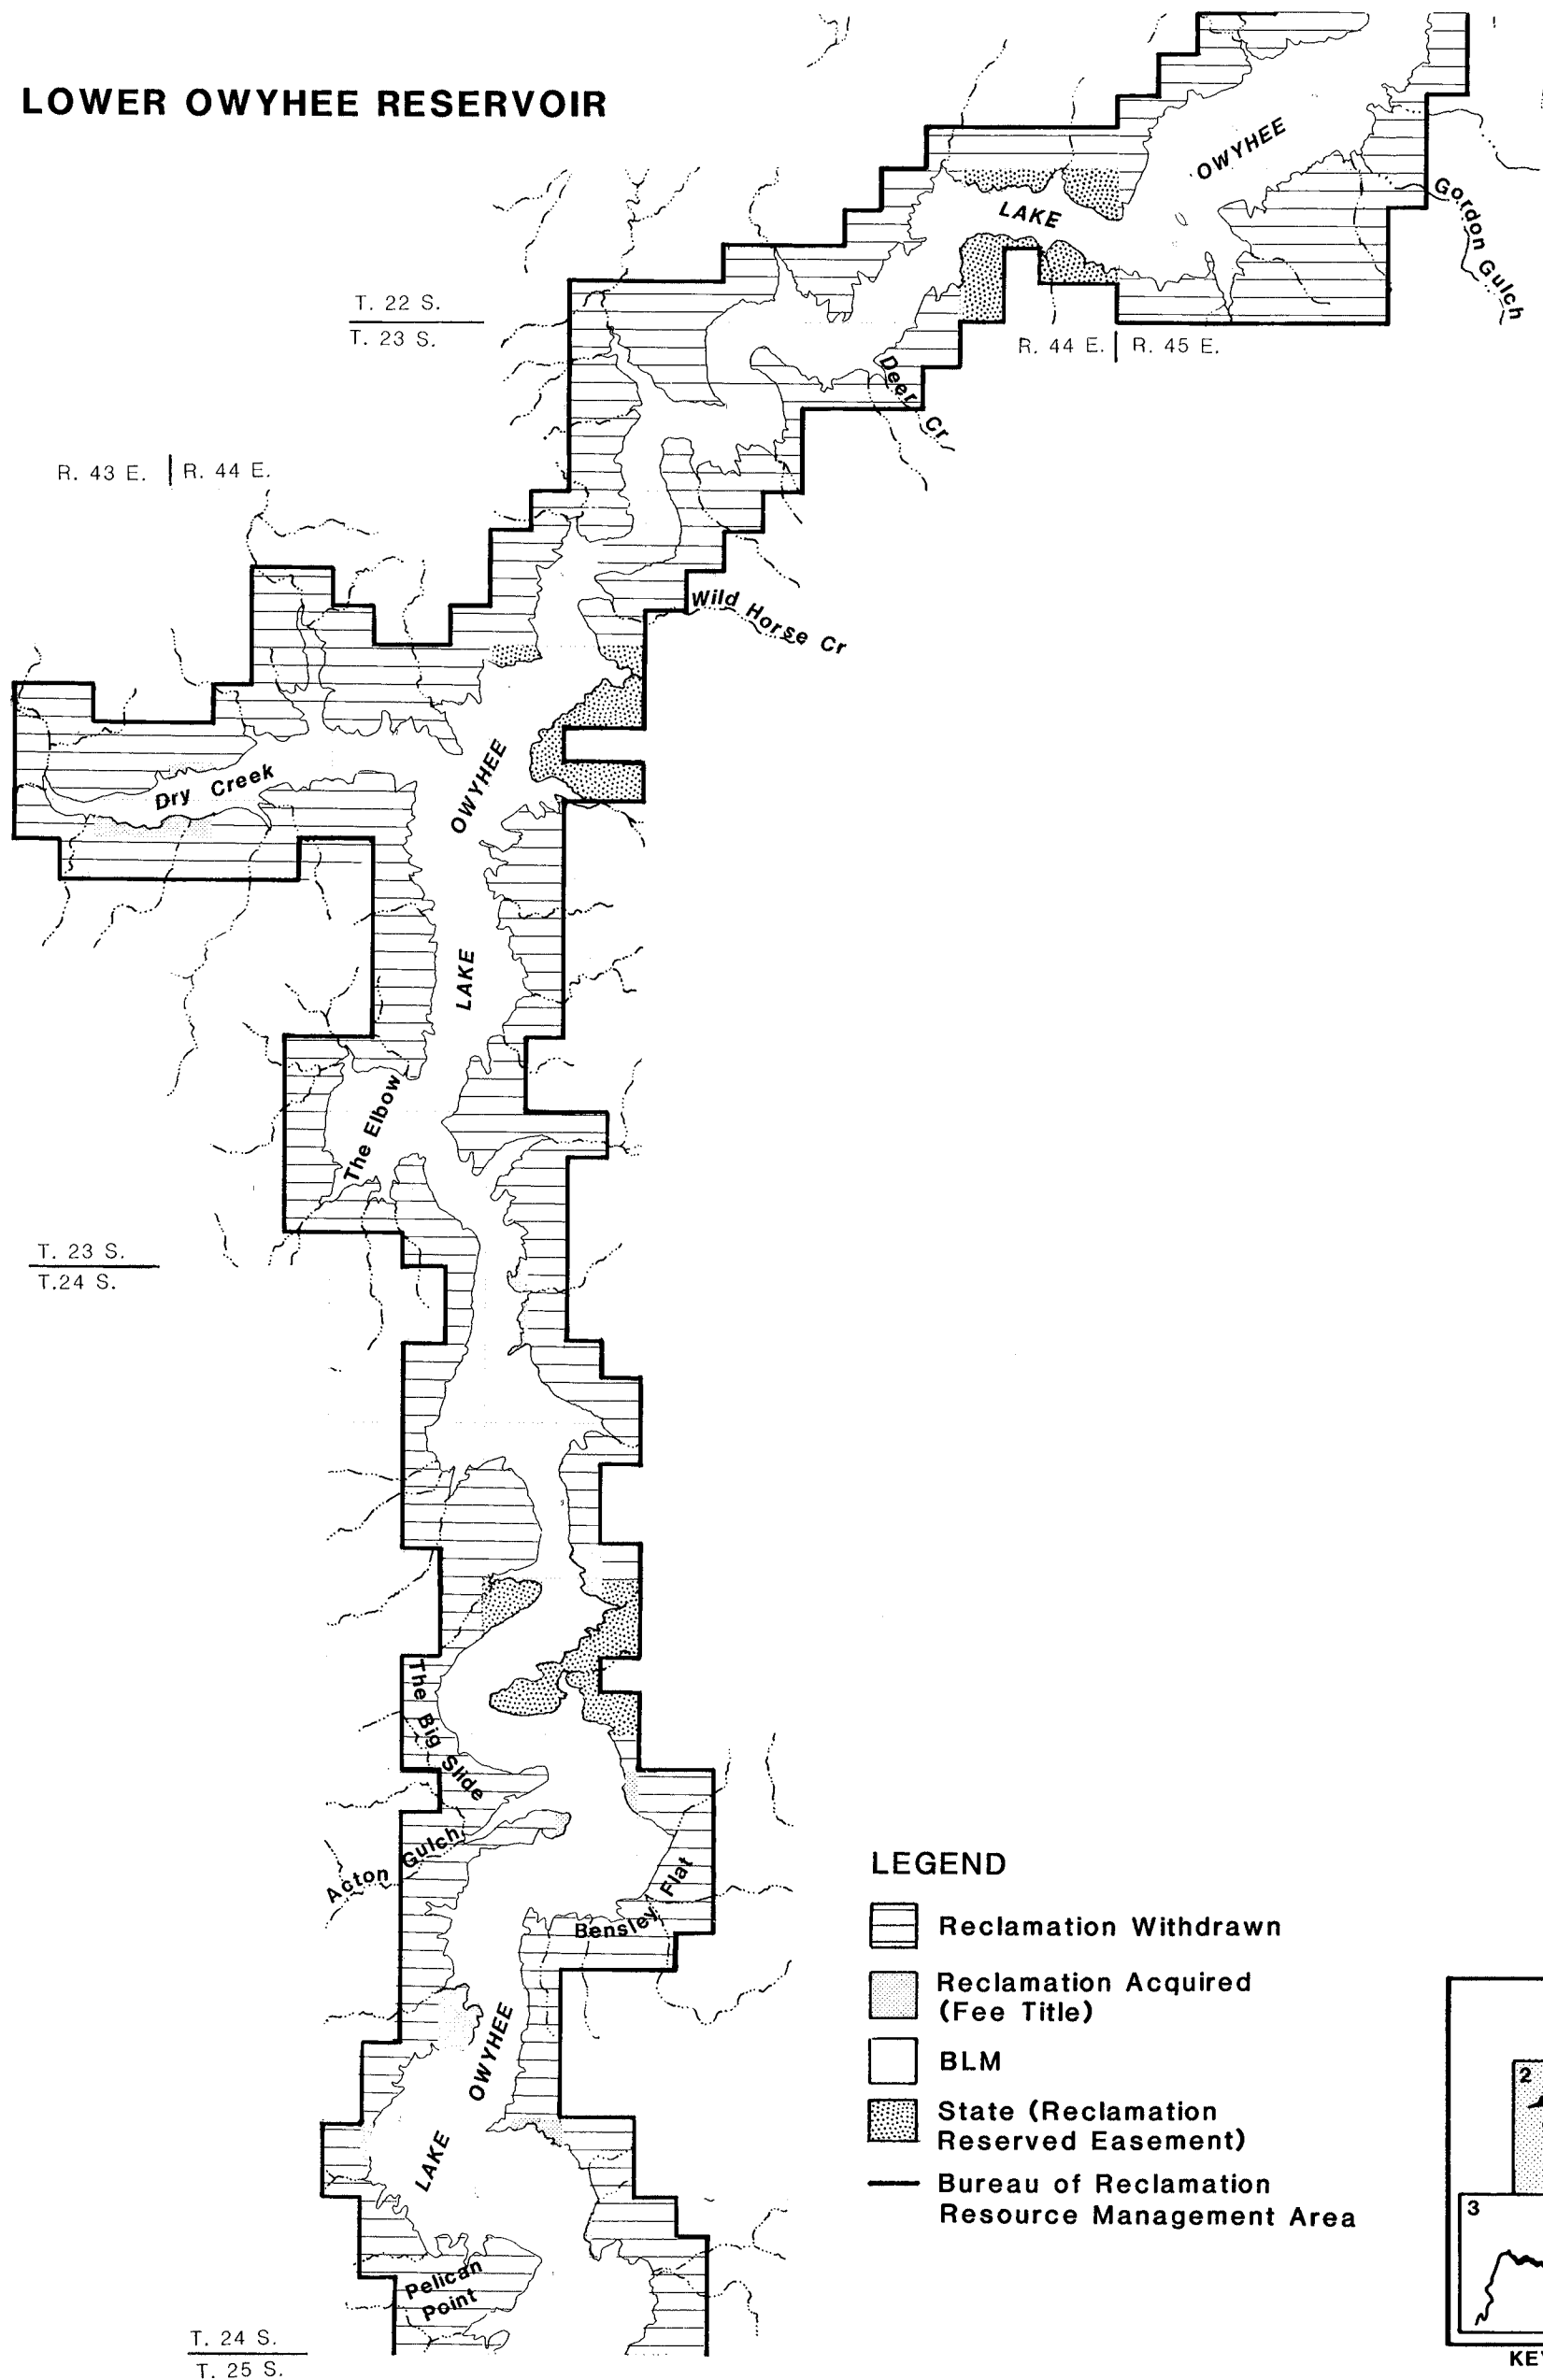 LOWER OWYHEE RESERVOIR
OWYHEE
LAKE
Gordon Gulch
T. 22 S.
T. 23 S.
R. 44 E. | R. 45 E.
Deer Cr
R. 43 E. | R. 44 E.
Wild Horse Cr
OWYHEE
Dry Creek
LAKE
The Elbow
T. 23 S.
T.24 S.
The Big Slide
Acton Gulch
Bensley Flat
LEGEND
Reclamation Withdrawn
Reclamation Acquired
(Fee Title)
BLM
State (Reclamation
Reserved Easement)
Bureau of Reclamation
Resource Management Area
OWYHEE
LAKE
2
3
Pelican
Point
T. 24 S.
T. 25 S.
KEY